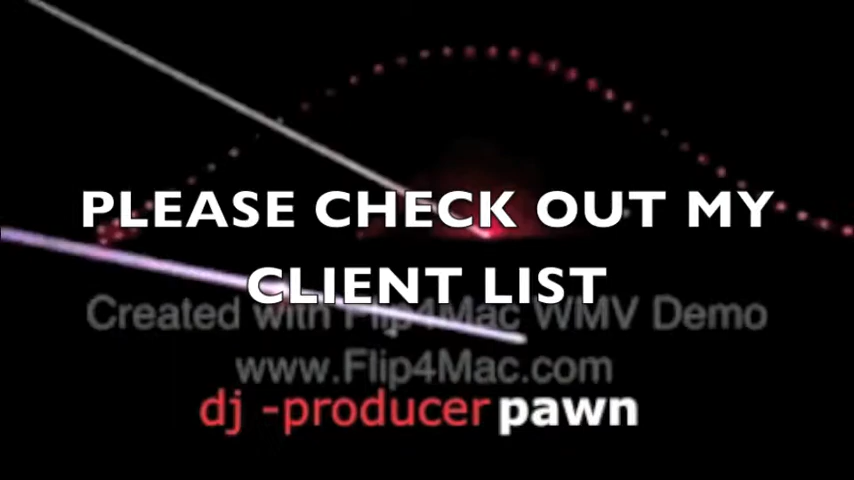 PLEASE CHECK OUT MY
CLIENT LIST
Created with Flip4Mac WMV Demo
www.Flip4Mac.com
dj -producer pawn